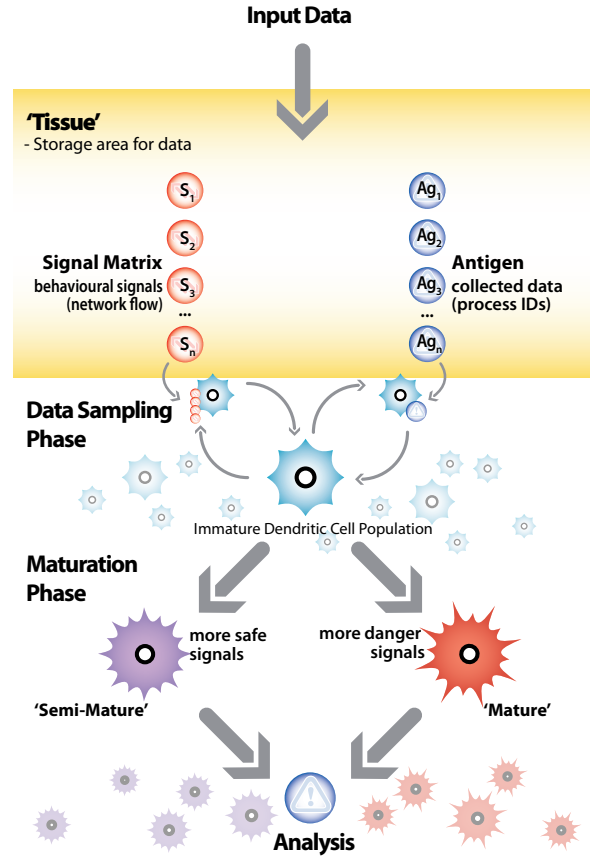 Input Data
'Tissue'
- Storage area for data
S1
Ag1
S2
Ag2
Signal Matrix
behavioural signals
(network flow)
S3
...
Sn
Antigen
collected data
(process IDs)
Ag3
...
Agn
Data Sampling
Phase
Immature Dendritic Cell Population
Maturation
Phase
more safe
signals
more danger
signals
'Semi-Mature'
'Mature'
Analysis